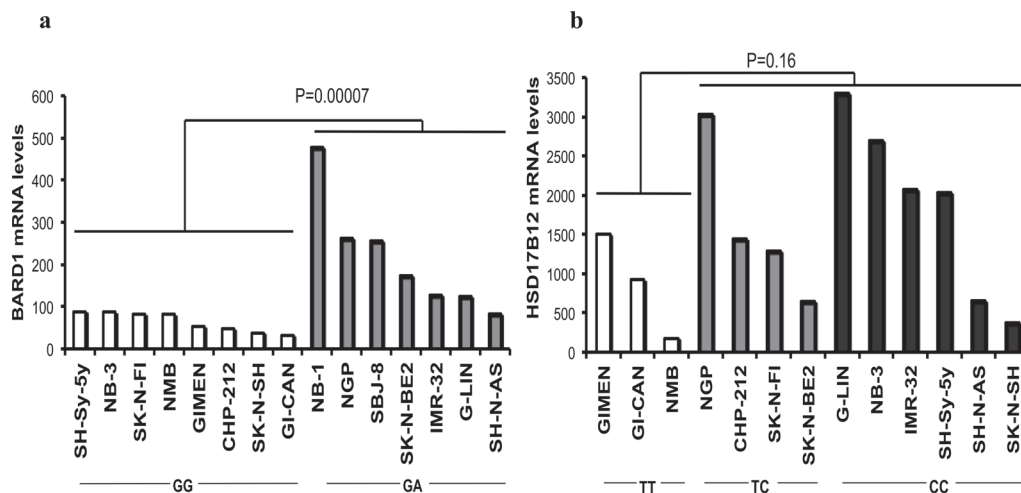 a
P=0.00007
BARD1 mRNA levels
600
500
400
300
200
100
0
SH-Sy-5y
NB-3
SK-N-FI
NMB
GIMEN
CHP-212
SK-N-SH
GI-CAN
NB-1
NGP
SBJ-8
SK-N-BE2
IMR-32
G-LIN
SH-N-AS
GG
GA
b
P=0.16
HSD17B12 mRNA levels
3500
3000
2500
2000
1500
1000
500
0
GIMEN
GI-CAN
NMB
NGP
CHP-212
SK-N-FI
SK-N-BE2
G-LIN
NB-3
IMR-32
SH-Sy-5y
SH-N-AS
SK-N-SH
TT
TC
CC